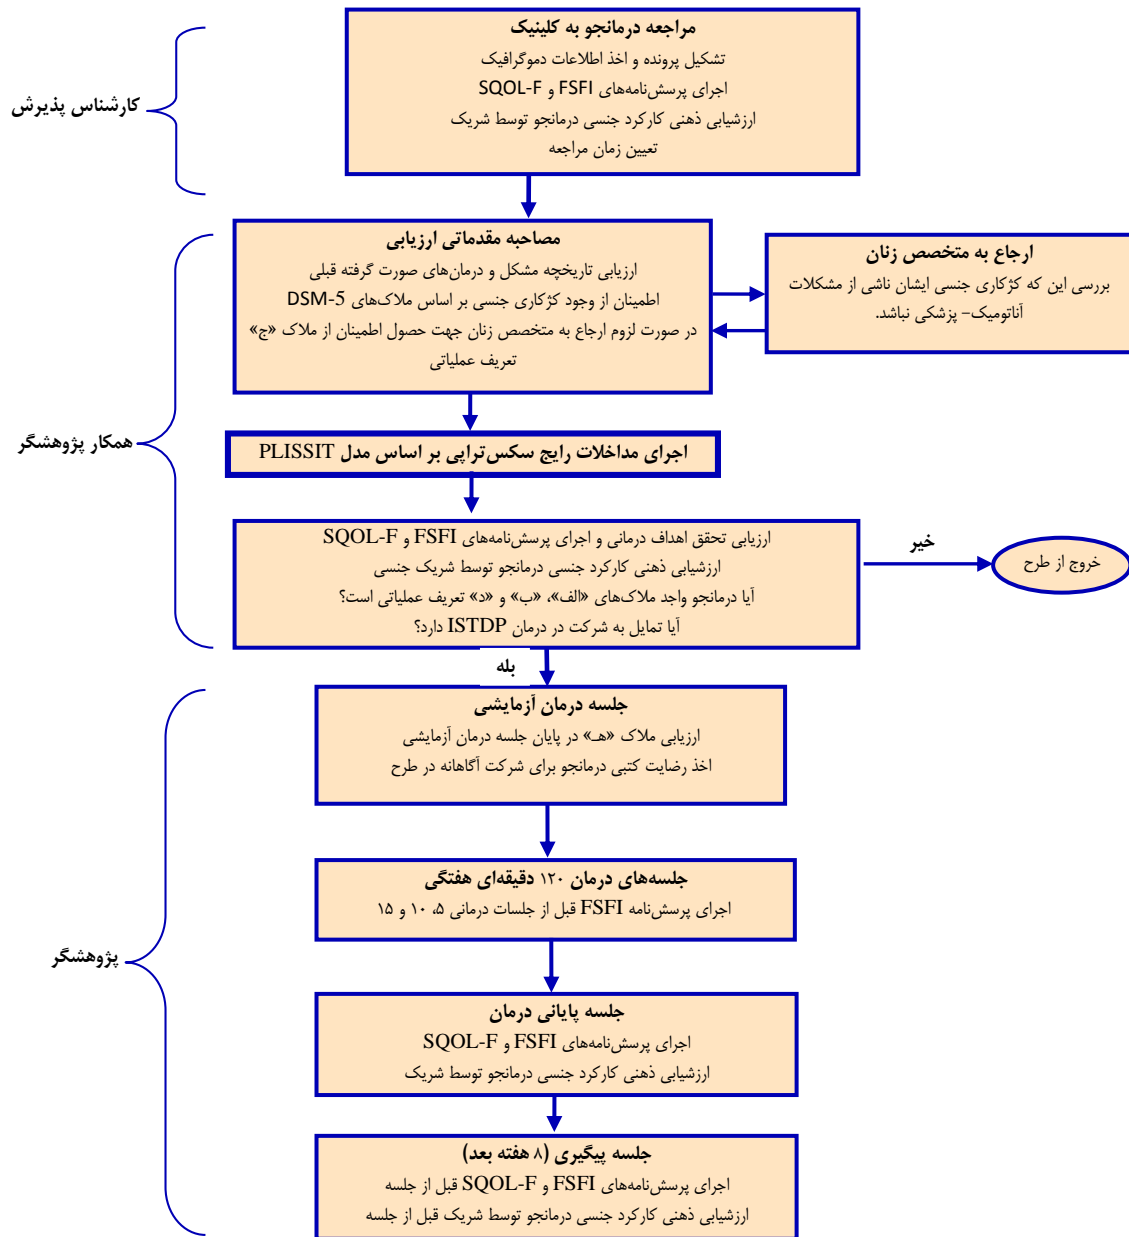 مراجعه درمانجو به کلینیک
تشکیل پرونده و اخذ اطلاعات دموگرافیک
اجرای پرسش‌نامه‌های FSFI و SQOL-F
ارزشیابی ذهنی کارکرد جنسی درمانجو توسط شریک
تعیین زمان مراجعه
کارشناس پذیرش
مصاحبه مقدماتی ارزیابی
ارزیابی تاریخچه مشکل و درمان‌های صورت گرفته قبلی
اطمینان از وجود کژکاری جنسی بر اساس ملاک‌های DSM-5
در صورت لزوم ارجاع به متخصص زنان جهت حصول اطمینان از ملاک «ج»
تعریف عملیاتی
ارجاع به متخصص زنان
بررسی این که کژکاری جنسی ایشان ناشی از مشکلات
آناتومیک– پزشکی نباشد.
همکار پژوهشگر
اجرای مداخلات رایج سکس‌تراپی بر اساس مدل PLISSIT
ارزیابی تحقق اهداف درمانی و اجرای پرسش‌نامه‌های FSFI و SQOL-F
ارزشیابی ذهنی کارکرد جنسی درمانجو توسط شریک جنسی
آیا درمانجو واجد ملاک‌های «الف»، «ب» و «د» تعریف عملیاتی است؟
آیا تمایل به شرکت در درمان ISTDP دارد؟
خیر
خروج از طرح
بله
جلسه درمان آزمایشی
ارزیابی ملاک «هـ» در پایان جلسه درمان آزمایشی
اخذ رضایت کتبی درمانجو برای شرکت آگاهانه در طرح
جلسه‌های درمان ۱۲۰ دقیقه‌ای هفتگی
اجرای پرسش‌نامه FSFI قبل از جلسات درمانی ۵، ۱۰ و ۱۵
پژوهشگر
جلسه پایانی درمان
اجرای پرسش‌نامه‌های FSFI و SQOL-F
ارزشیابی ذهنی کارکرد جنسی درمانجو توسط شریک
جلسه پیگیری (۸ هفته بعد)
اجرای پرسش‌نامه‌های FSFI و SQOL-F قبل از جلسه
ارزشیابی ذهنی کارکرد جنسی درمانجو توسط شریک قبل از جلسه